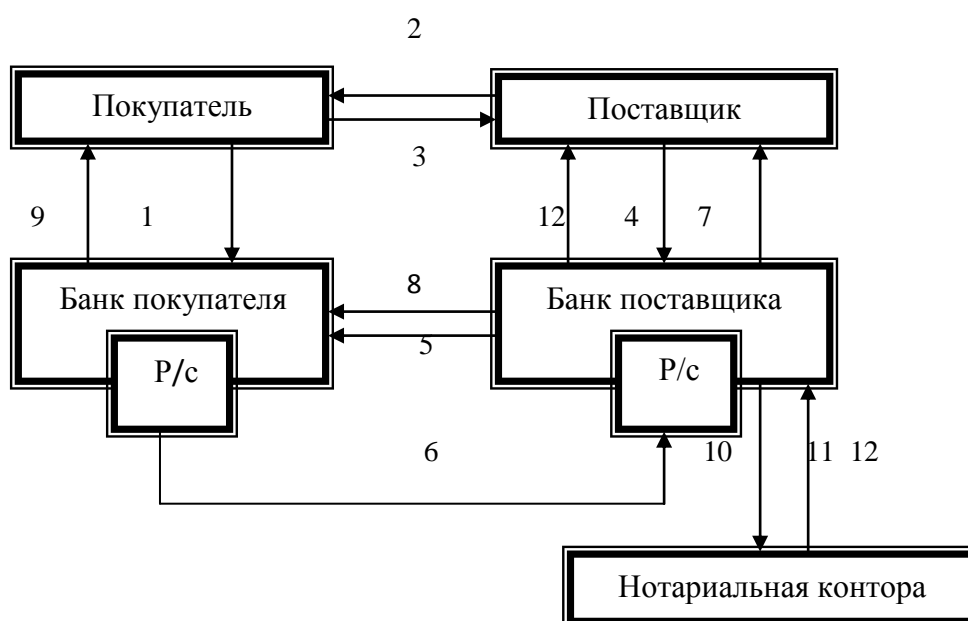 2
Покупатель
Поставщик
3
9
1
12
4
7
Банк покупателя
8
Банк поставщика
5
Р/с
Р/с
6
10
11 12
Нотариальная контора